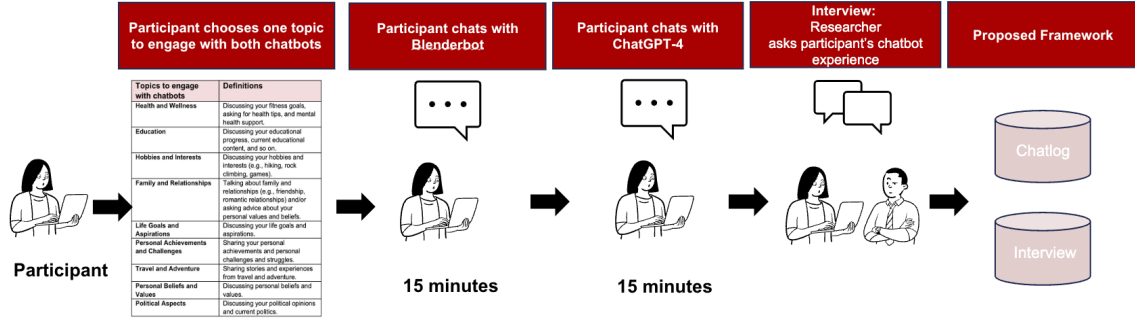 Participant chooses one topic
to engage with both chatbots
Participant chats with
Blenderbot
Participant chats with
ChatGPT-4
Interview:
Researcher
asks participant's chatbot
experience
Proposed Framework
Topics to engage
with chatbots
Definitions
Health and Wellness
Discussing your fitness goals,
asking for health tips, and mental
health support.
Education
Discussing your educational
progress, current educational
content, and so on.
Hobbies and Interests
Discussing your hobbies and
interests (e.g., hiking, rock
climbing, games).
Family and Relationships
Talking about family and
relationships (e.g., friendship,
romantic relationships) and/or
asking advice about your
personal values and beliefs.
Life Goals and
Aspirations
Discussing your life goals and
aspirations.
Personal Achievements
and Challenges
Sharing your personal
achievements and personal
challenges and struggles.
Travel and Adventure
Sharing stories and experiences
from travel and adventure.
Personal Beliefs and
Values
Discussing personal beliefs and
values.
Political Aspects
Discussing your political opinions
and current politics.
Participant
15 minutes
15 minutes
Chatlog
Interview